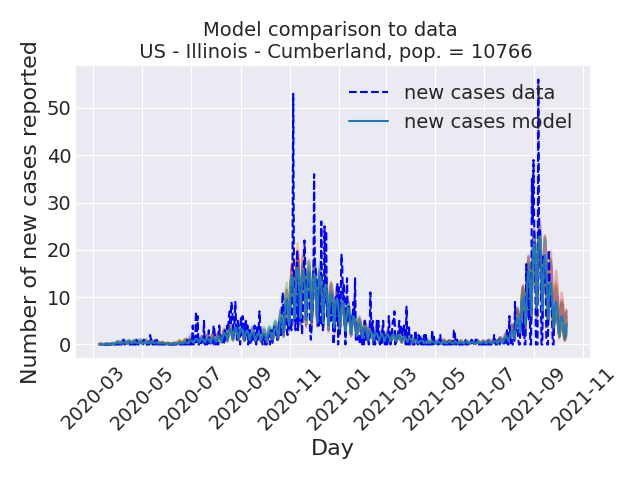 Model comparison to data
US - Illinois - Cumberland, pop. = 10766
Number of new cases reported
50
40
30
20
10
0
new cases data
new cases model
2020-03
2020-05
2020-07
2020-09
2020-11
2021-01
2021-03
2021-05
2021-07
2021-09
2021-11
Day